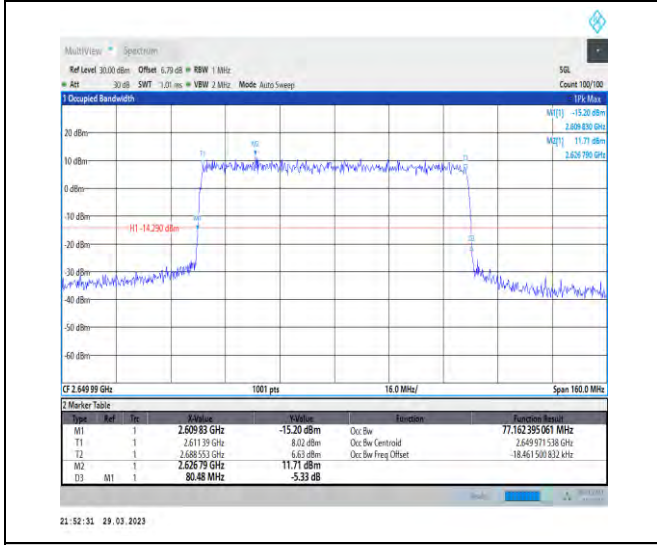 MultiView Spectrum
Ref Level 30.00 dBm Offset 6.79 dB RBW 1 MHz SGL
Att 30 dB SWT 1.01 ms VBW 2 MHz Mode Auto Sweep Count 100/100
1 Occupied Bandwidth 1Pk Max
M1[1] -15.20 dBm
2.609 830 GHz
M2[1] 11.71 dBm
2.626 790 GHz
20 dBm
10 dBm
0 dBm
-10 dBm
H1 -14.290 dBm
-20 dBm
-30 dBm
-40 dBm
-50 dBm
-60 dBm
T1
M2
M1
CF 2.649 99 GHz 1001 pts 16.0 MHz/ Span 160.0 MHz
2 Marker Table
Type Ref Trc X-Value Y-Value Function Function Result
M1 1 2.609 83 GHz -15.20 dBm Occ Bw 77.162 395 061 MHz
T1 1 2.611 39 GHz 8.02 dBm Occ Bw Centroid 2.649 971 538 GHz
T2 1 2.688 553 GHz 6.63 dBm Occ Bw Freq Offset -18.461 500 832 kHz
M2 1 2.626 79 GHz 11.71 dBm
D3 M1 1 80.48 MHz -5.33 dB
21:52:31 29.03.2023